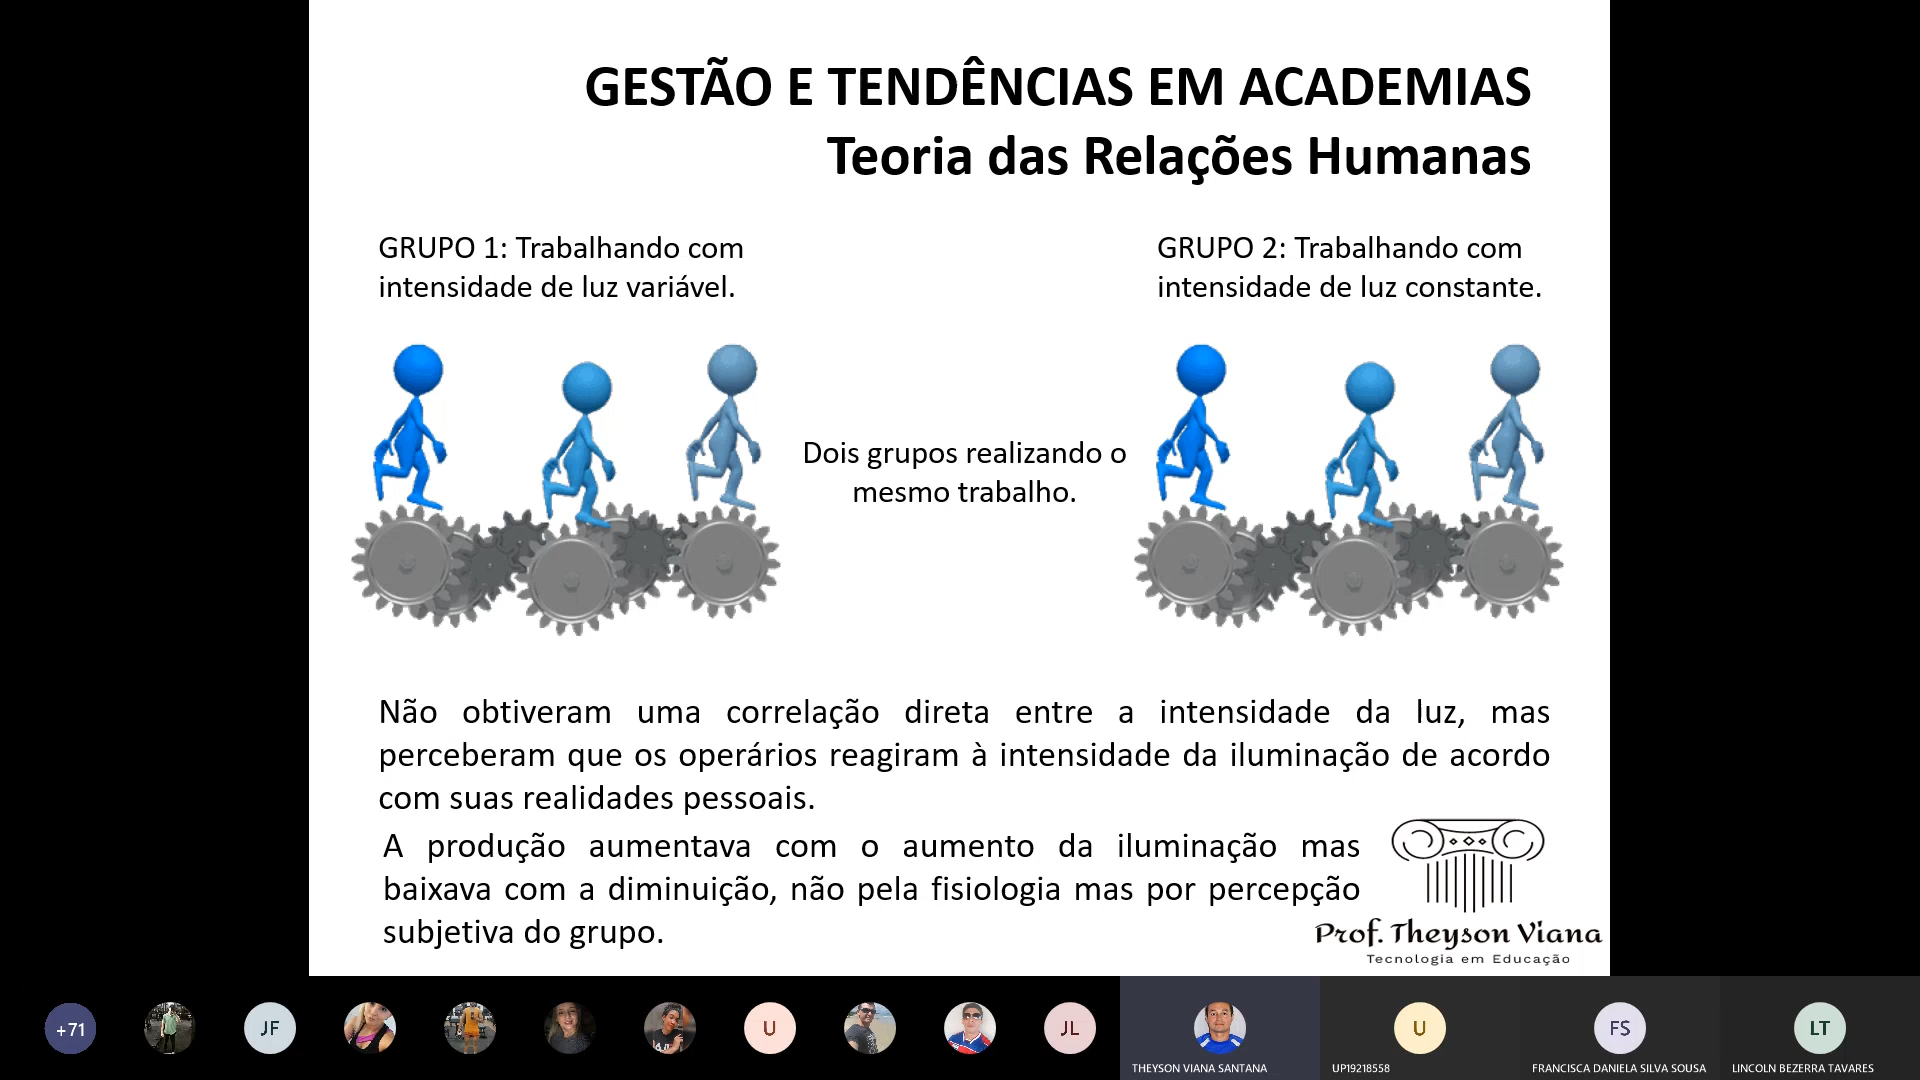 GESTÃO E TENDÊNCIAS EM ACADEMIAS
Teoria das Relações Humanas
GRUPO 1: Trabalhando com
intensidade de luz variável.
GRUPO 2: Trabalhando com
intensidade de luz constante.
Dois grupos realizando o
mesmo trabalho.
Não obtiveram uma correlação direta entre a intensidade da luz, mas
perceberam que os operários reagiram à intensidade da iluminação de acordo
com suas realidades pessoais.
A produção aumentava com o aumento da iluminação mas
baixava com a diminuição, não pela fisiologia mas por percepção
subjetiva do grupo.
Prof. Theyson Viana
Tecnologia em Educação
+71
JF
U
JL
U
FS
LT
THEYSON VIANA SANTANA
UP19218558
FRANCISCA DANIELA SILVA SOUSA
LINCOLN BEZERRA TAVARES